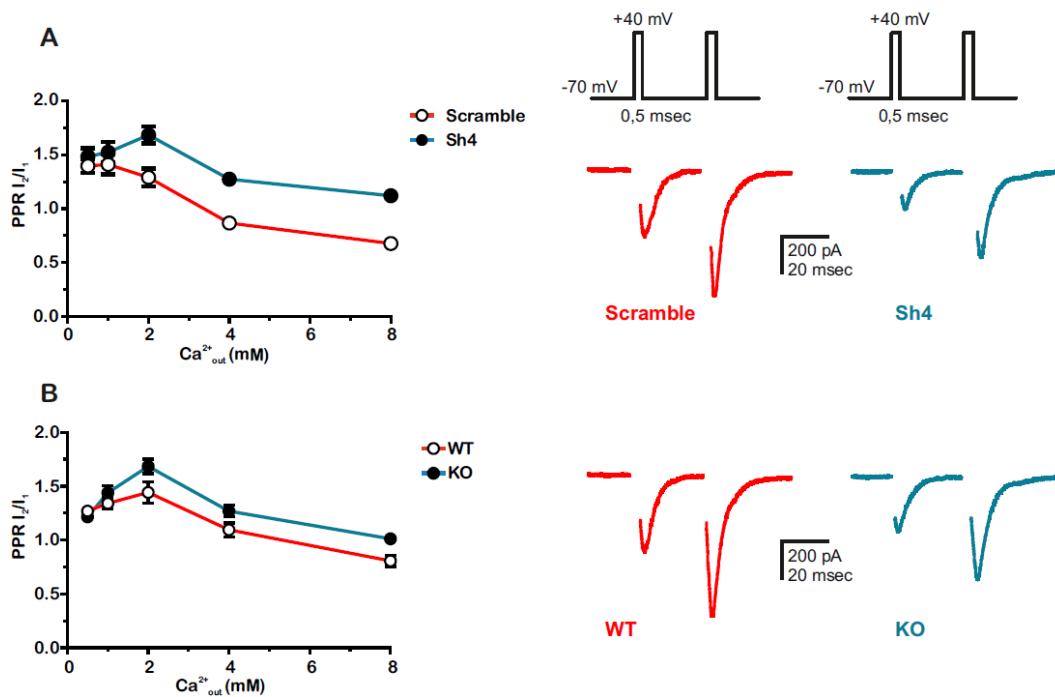 A
2.0
1.5
1.0
0.5
0.0
PPR I2/I1
0 2 4 6 8
Ca2+out (mM)
Scramble
Sh4
+40 mV
-70 mV
0,5 msec
+40 mV
-70 mV
0,5 msec
200 pA
20 msec
Scramble
Sh4
B
2.0
1.5
1.0
0.5
0.0
PPR I2/I1
0 2 4 6 8
Ca2+out (mM)
WT
KO
200 pA
20 msec
WT
KO